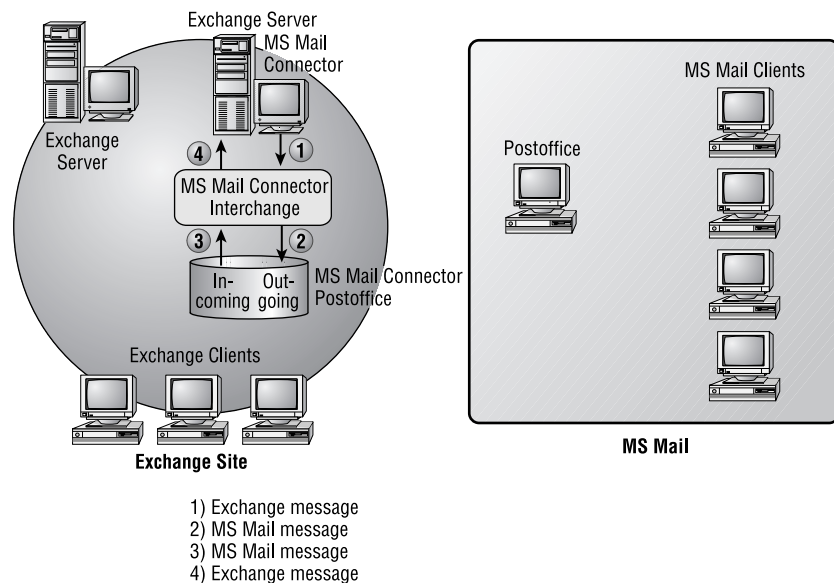 Exchange Server
MS Mail
Connector
Exchange
Server
4
1
MS Mail Connector
Interchange
3
2
In-
coming
Out-
going
MS Mail Connector
Postoffice
Exchange Clients
Exchange Site
MS Mail Clients
Postoffice
MS Mail
1) Exchange message
2) MS Mail message
3) MS Mail message
4) Exchange message